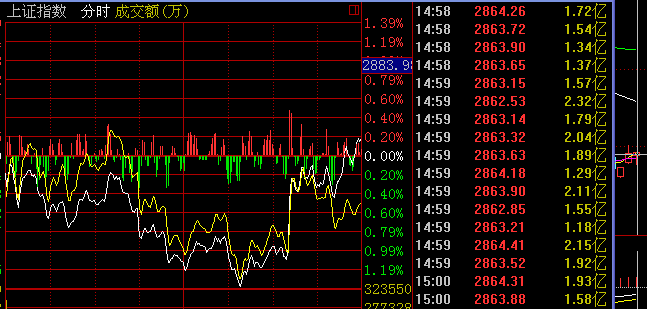 上证指数 分时 成交额(万)
1.39%
1.19%
2883.98
0.79%
0.60%
0.40%
0.20%
0.00%
0.20%
0.40%
0.60%
0.79%
0.99%
1.19%
323550
277328
14:58 2864.26 1.72亿
14:58 2863.72 1.54亿
14:58 2863.90 1.34亿
14:58 2863.65 1.37亿
14:59 2863.15 1.57亿
14:59 2862.53 2.32亿
14:59 2863.14 1.79亿
14:59 2863.32 2.04亿
14:59 2863.63 1.89亿
14:59 2864.18 1.29亿
14:59 2863.90 2.11亿
14:59 2862.85 1.55亿
14:59 2863.21 1.18亿
14:59 2864.41 2.15亿
14:59 2863.52 1.92亿
15:00 2864.31 1.93亿
15:00 2863.88 1.58亿